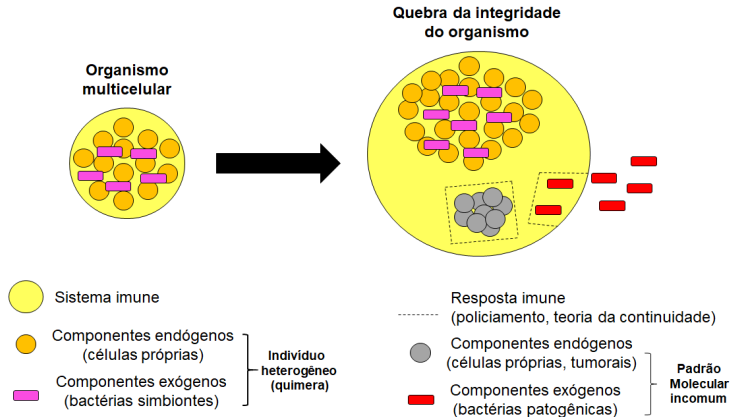 Quebra da integridade
do organismo
Organismo
multicelular
Sistema imune
Componentes endógenos
(células próprias)
Componentes exógenos
(bactérias simbiontes)
Indivíduo
heterogêneo
(quimera)
Resposta imune
(policiamento, teoria da continuidade)
Componentes endógenos
(células próprias, tumorais)
Componentes exógenos
(bactérias patogênicas)
Padrão
Molecular
incomum